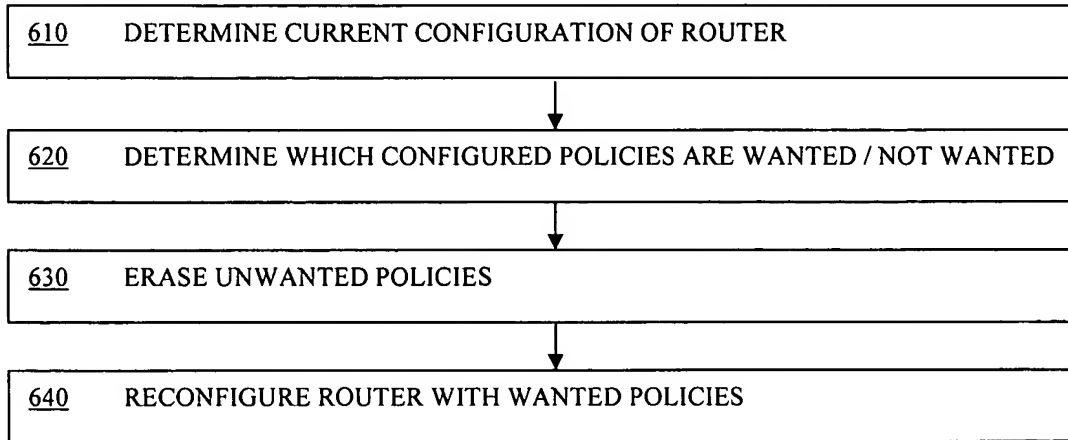 610 DETERMINE CURRENT CONFIGURATION OF ROUTER
620 DETERMINE WHICH CONFIGURED POLICIES ARE WANTED / NOT WANTED
630 ERASE UNWANTED POLICIES
640 RECONFIGURE ROUTER WITH WANTED POLICIES